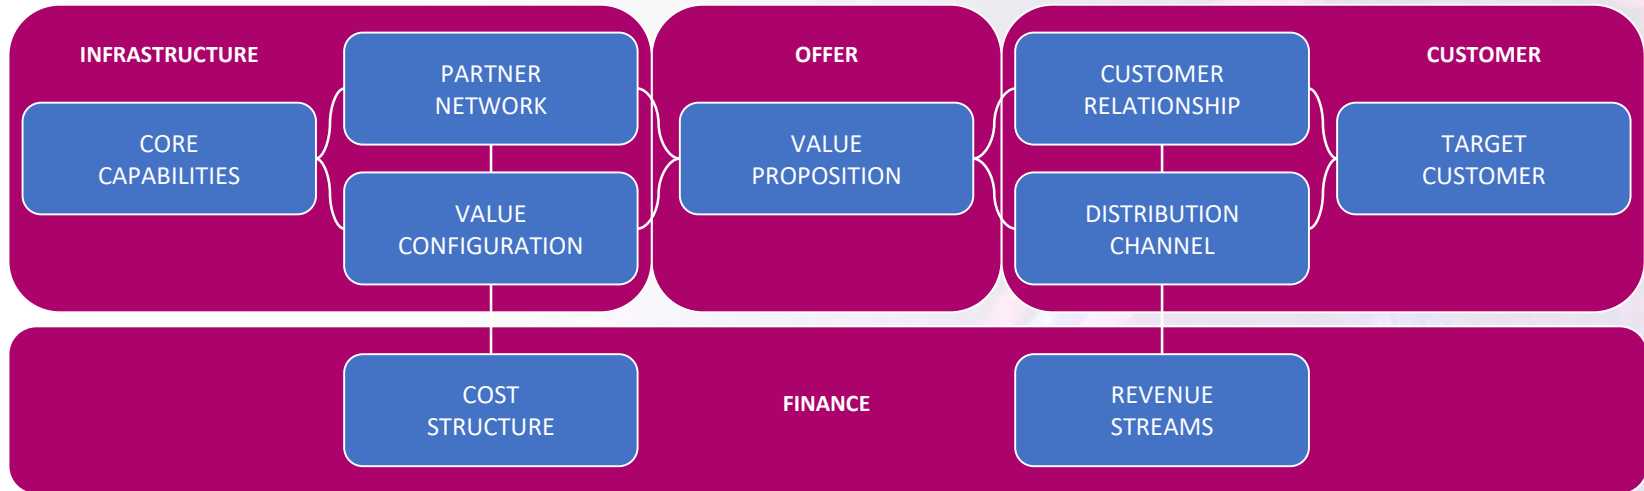 INFRASTRUCTURE
CORE
CAPABILITIES
PARTNER
NETWORK
VALUE
CONFIGURATION
OFFER
VALUE
PROPOSITION
CUSTOMER
CUSTOMER
RELATIONSHIP
DISTRIBUTION
CHANNEL
TARGET
CUSTOMER
COST
STRUCTURE
FINANCE
REVENUE
STREAMS